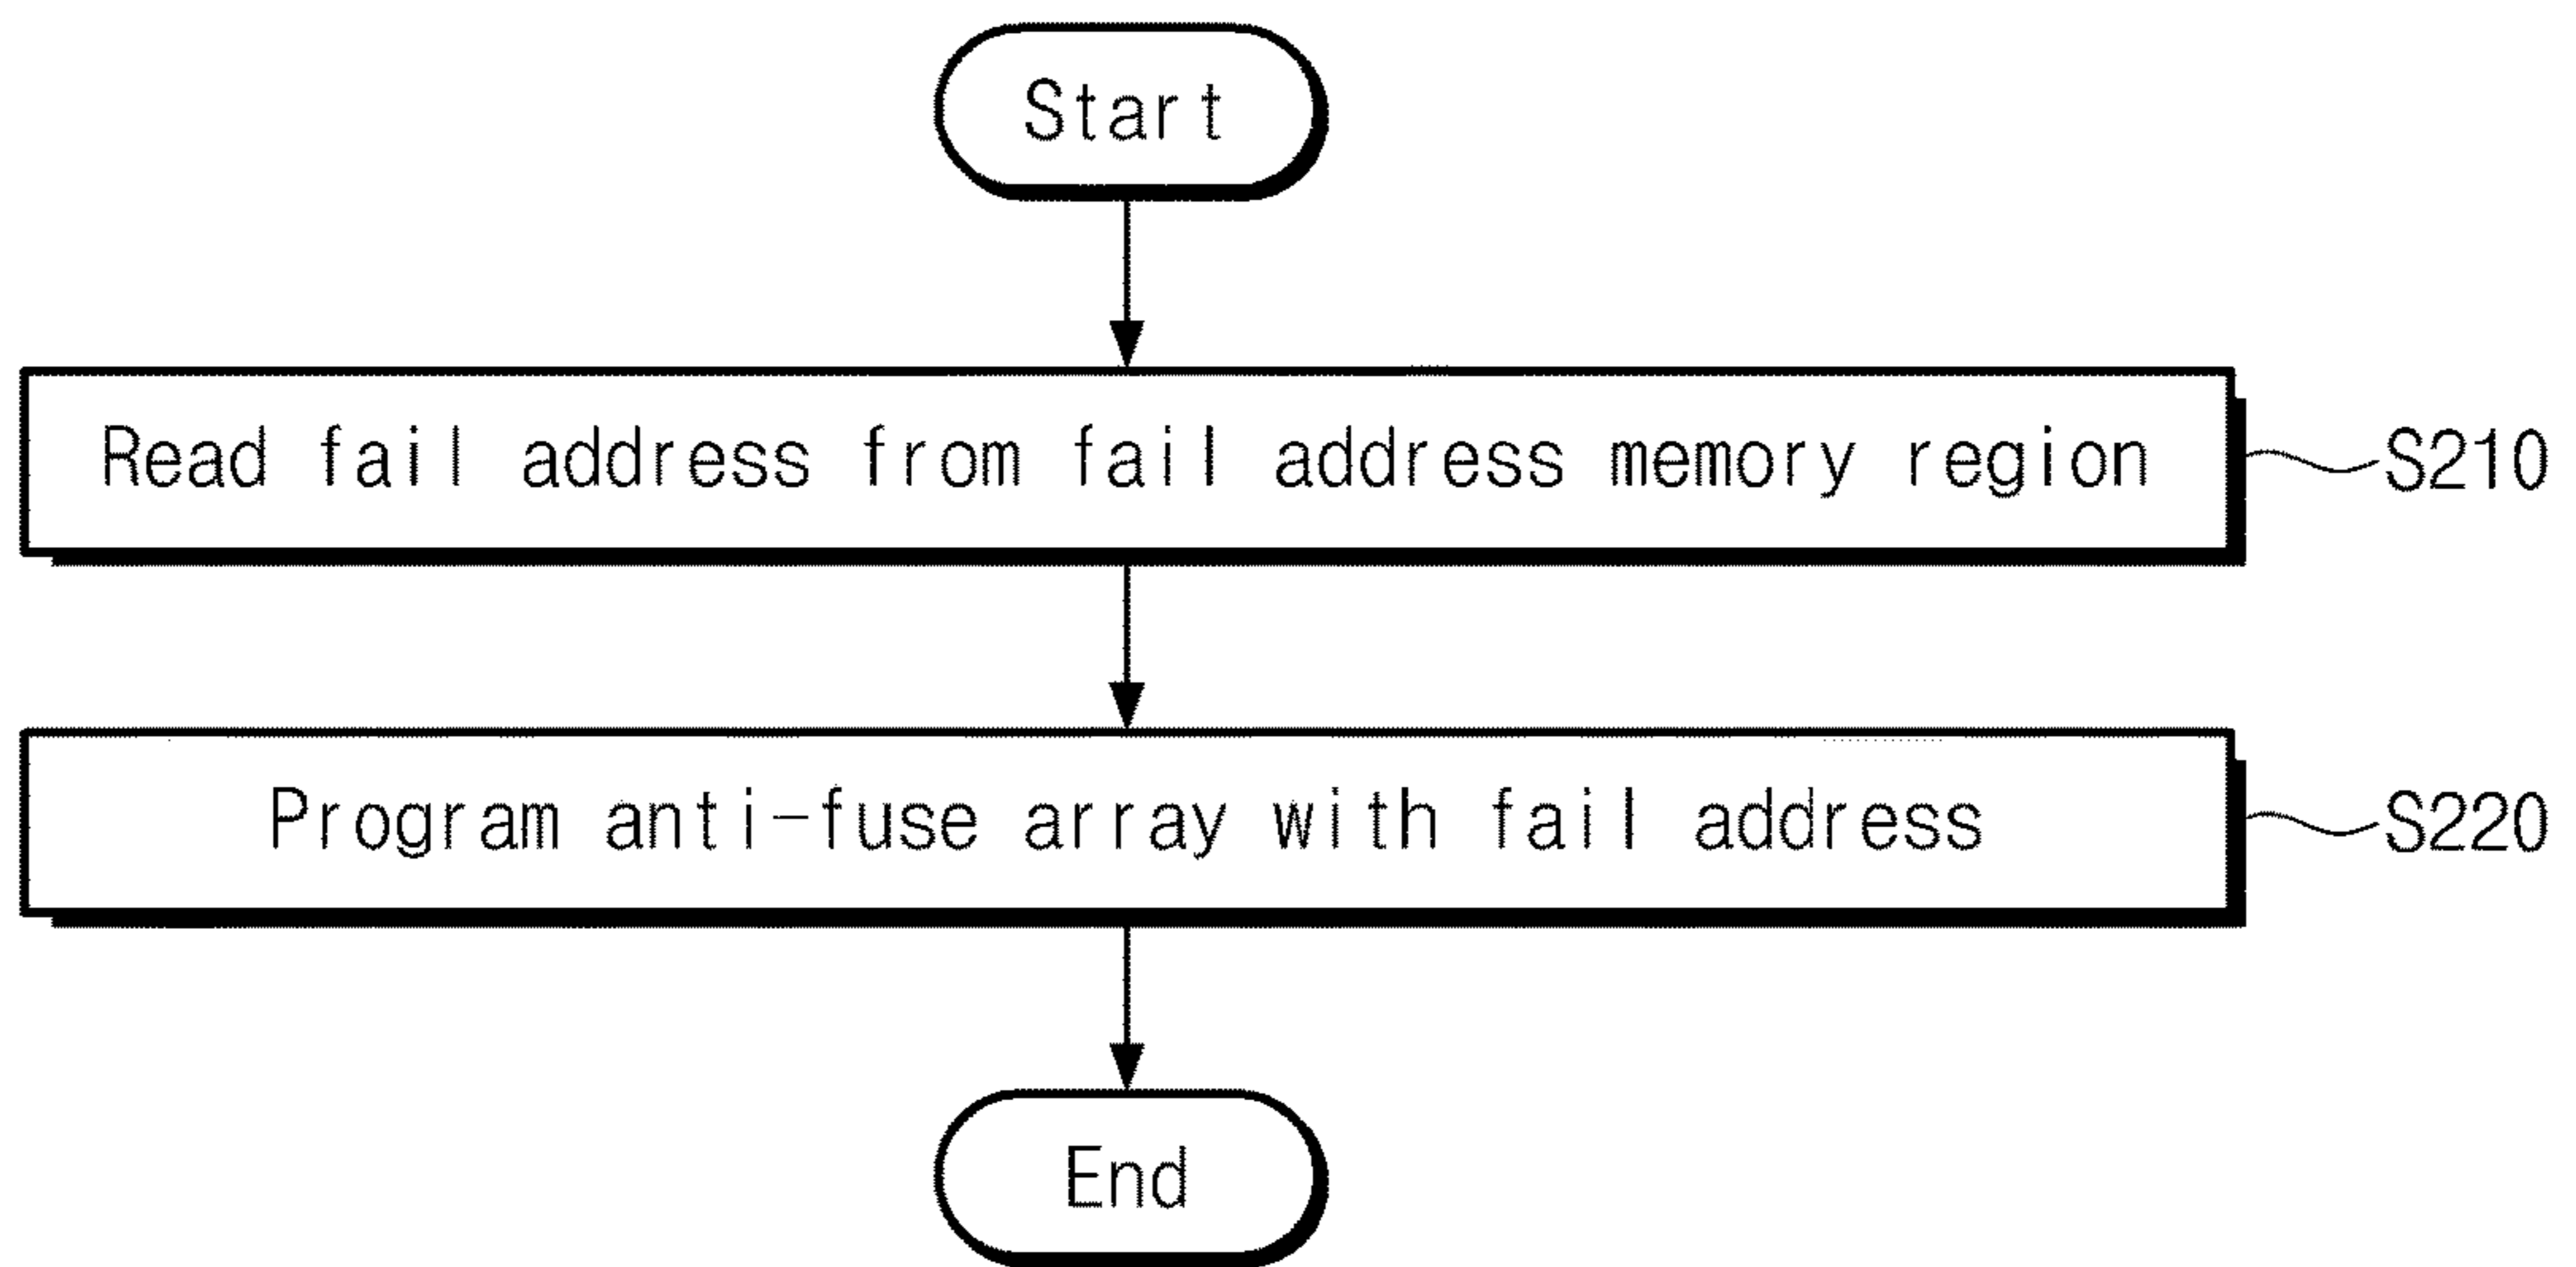 Start
Read fail address from fail address memory region
S210
Program anti-fuse array with fail address
S220
End